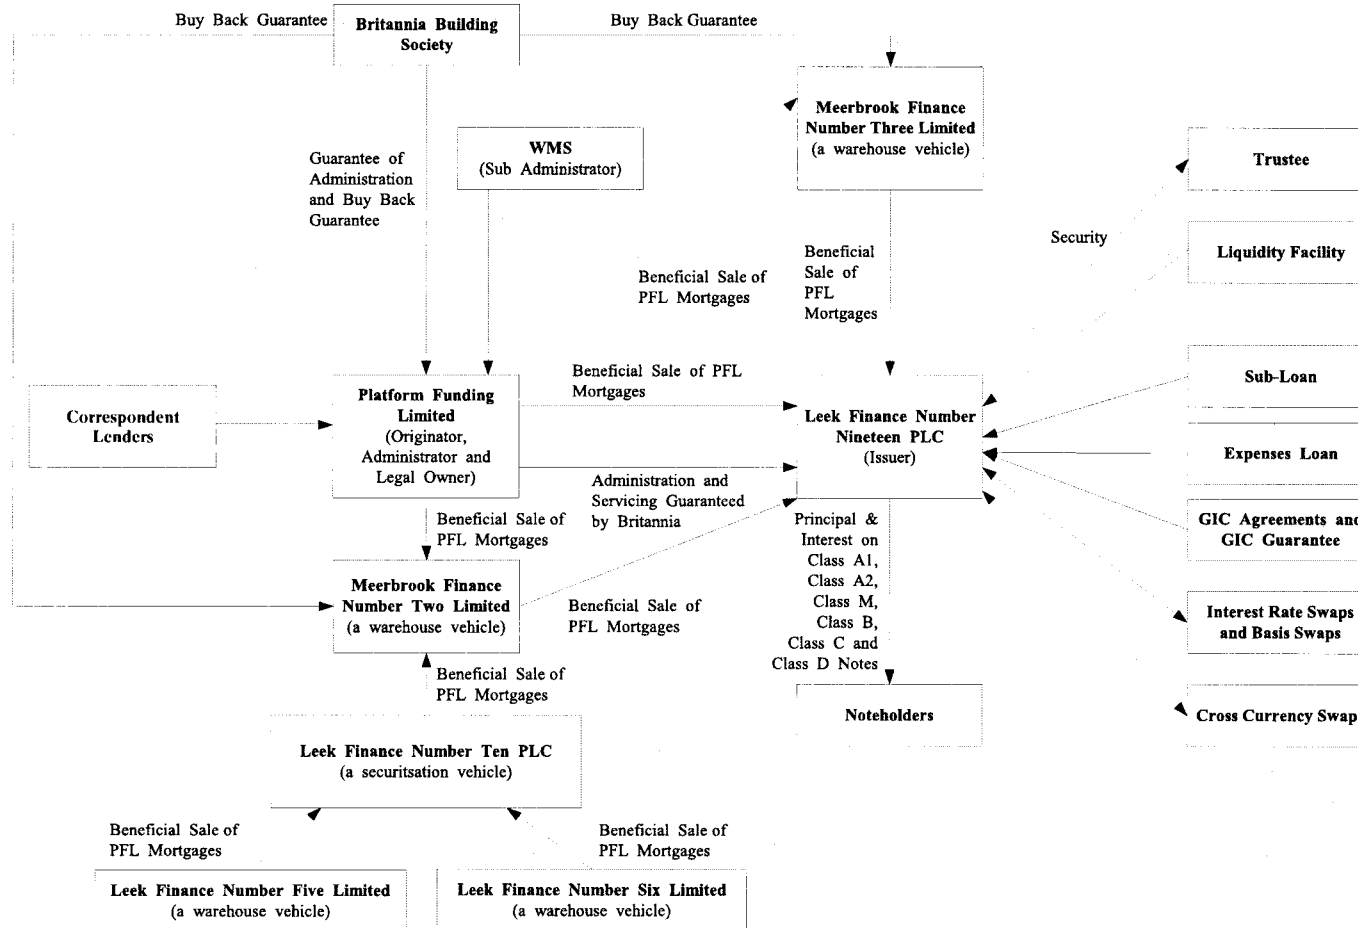 Buy Back Guarantee
Britannia Building
Society
Buy Back Guarantee
Meerbrook Finance
Number Three Limited
(a warehouse vehicle)
WMS
(Sub Administrator)
Guarantee of
Administration
and Buy Back
Guarantee
Trustee
Security
Liquidity Facility
Beneficial Sale of
PFL Mortgages
Beneficial
Sale of
PFL
Mortgages
Sub-Loan
Correspondent
Lenders
Platform Funding
Limited
(Originator,
Administrator and
Legal Owner)
Beneficial Sale of PFL
Mortgages
Leek Finance Number
Nineteen PLC
(Issuer)
Expenses Loan
Administration and
Servicing Guaranteed
by Britannia
GIC Agreements and
GIC Guarantee
Beneficial Sale of
PFL Mortgages
Principal &
Interest on
Class A1,
Class A2,
Class M,
Class B,
Class C and
Class D Notes
Meerbrook Finance
Number Two Limited
(a warehouse vehicle)
Beneficial Sale of
PFL Mortgages
Interest Rate Swaps
and Basis Swaps
Beneficial Sale of
PFL Mortgages
Noteholders
Cross Currency Swap
Leek Finance Number Ten PLC
(a securitsation vehicle)
Beneficial Sale of
PFL Mortgages
Beneficial Sale of
PFL Mortgages
Leek Finance Number Five Limited
(a warehouse vehicle)
Leek Finance Number Six Limited
(a warehouse vehicle)